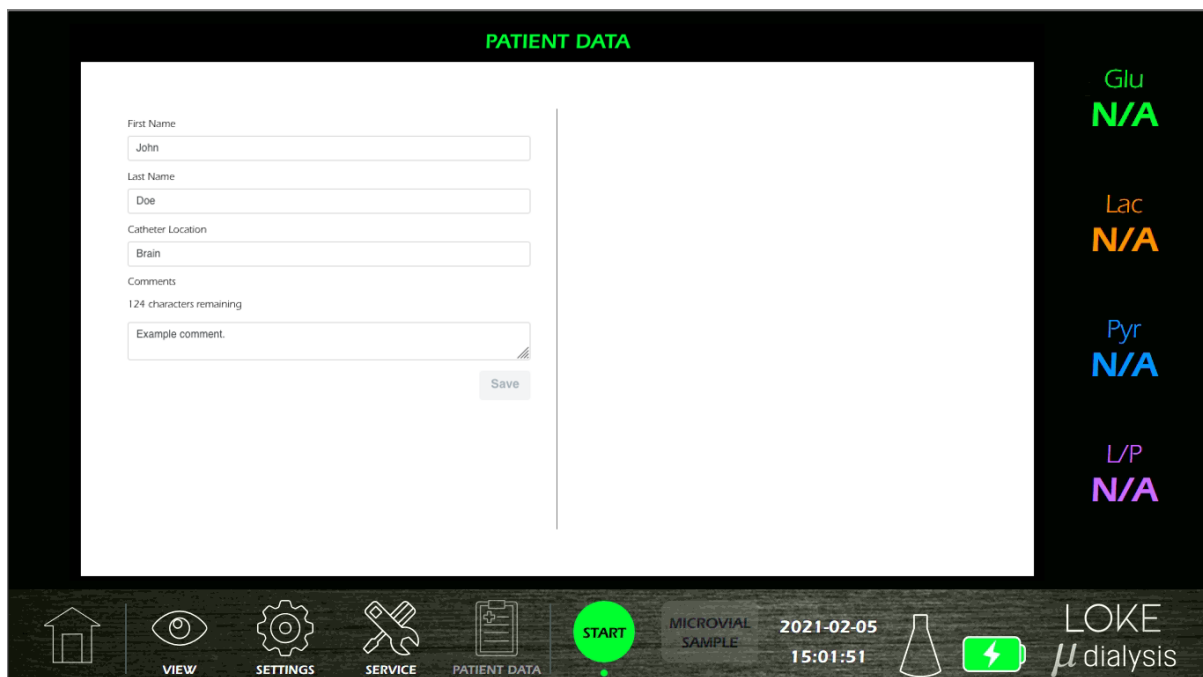 PATIENT DATA
First Name
John
Last Name
Doe
Catheter Location
Brain
Comments
124 characters remaining
Example comment.
Save
Glu
N/A
Lac
N/A
Pyr
N/A
L/P
N/A
VIEW
SETTINGS
SERVICE
PATIENT DATA
START
MICROVIAL
SAMPLE
2021-02-05
15:01:51
LOKE
μ dialysis